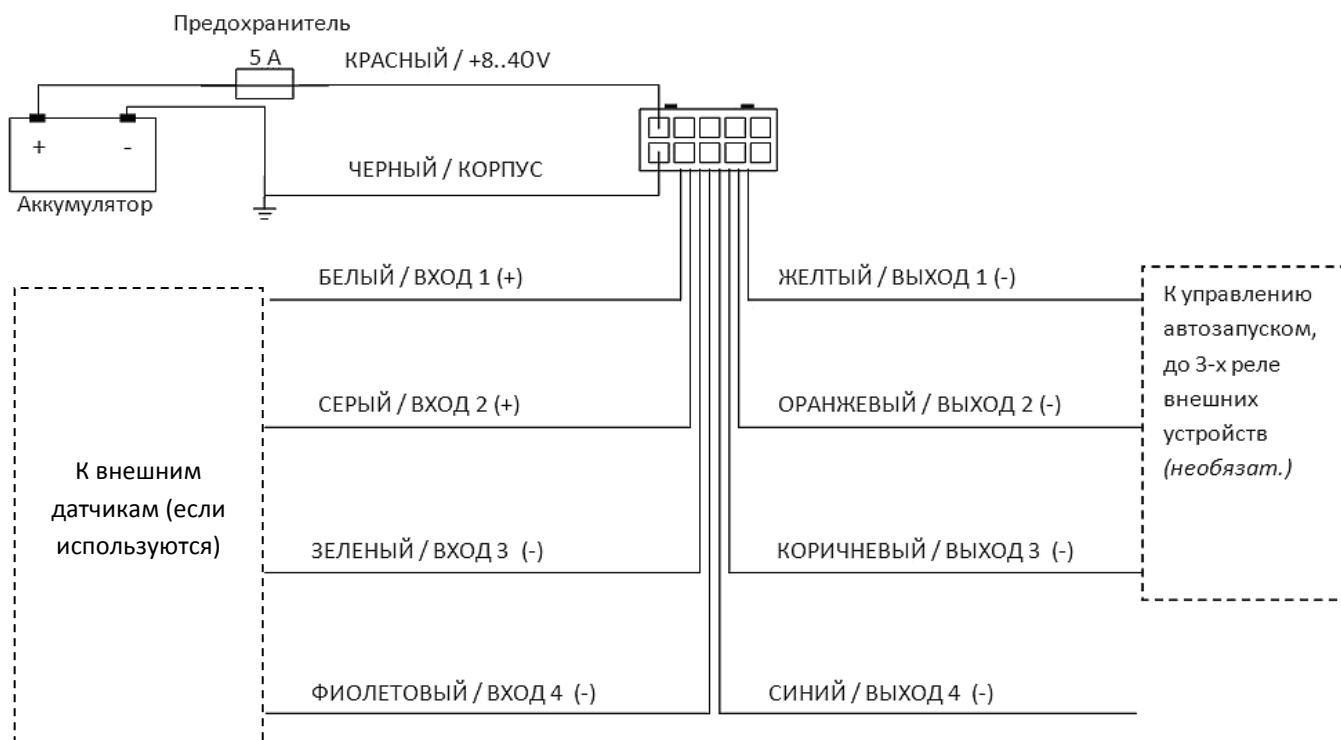 Предохранитель
5 А
КРАСНЫЙ / +8..40V
+ -
ЧЕРНЫЙ / КОРПУС
Аккумулятор
БЕЛЫЙ / ВХОД 1 (+)
ЖЕЛТЫЙ / ВЫХОД 1 (-)
К управлению
автозапуском,
до 3-х реле
внешних
устройств
(необязат.)
СЕРЫЙ / ВХОД 2 (+)
ОРАНЖЕВЫЙ / ВЫХОД 2 (-)
К внешним
датчикам (если
используются)
ЗЕЛЕНЫЙ / ВХОД 3 (-)
КОРИЧНЕВЫЙ / ВЫХОД 3 (-)
ФИОЛЕТОВЫЙ / ВХОД 4 (-)
СИНИЙ / ВЫХОД 4 (-)